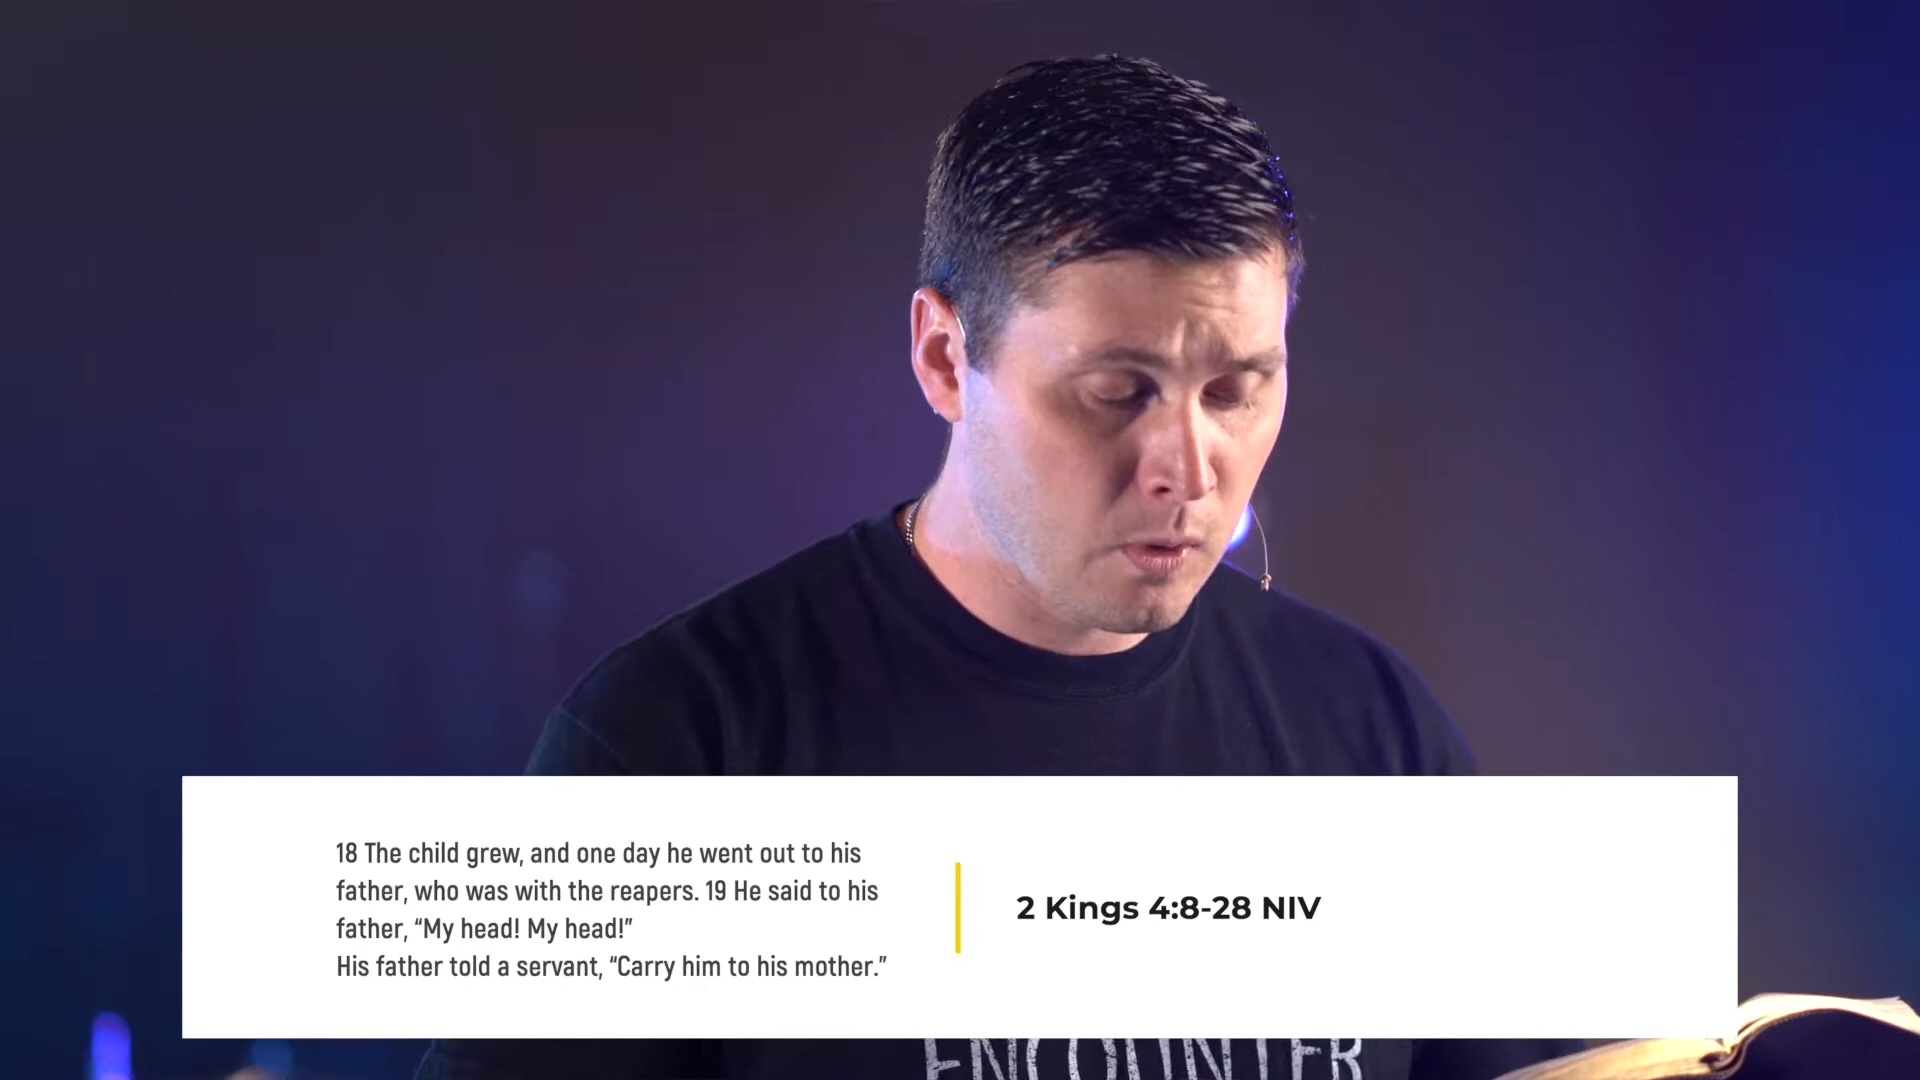 18 The child grew, and one day he went out to his
father, who was with the reapers. 19 He said to his
father, “My head! My head!”
His father told a servant, “Carry him to his mother.”
2 Kings 4:8-28 NIV
ENCOUNTER